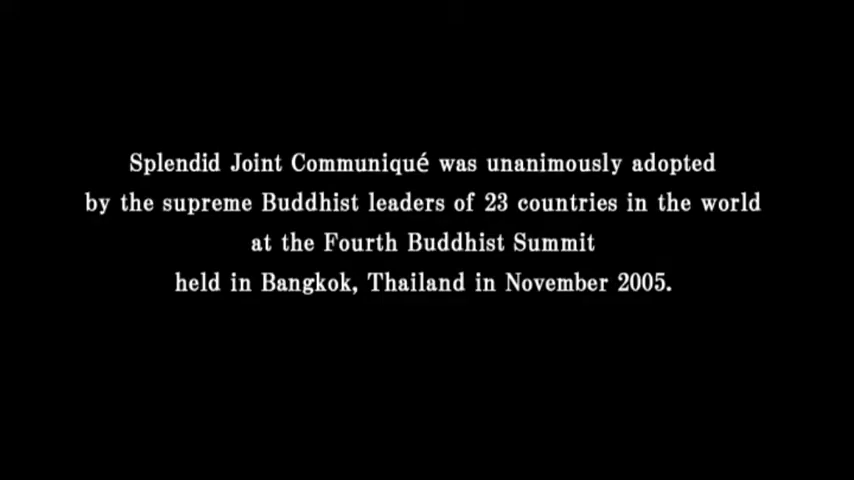 Splendid Joint Communiqué was unanimously adopted
by the supreme Buddhist leaders of 23 countries in the world
at the Fourth Buddhist Summit
held in Bangkok, Thailand in November 2005.